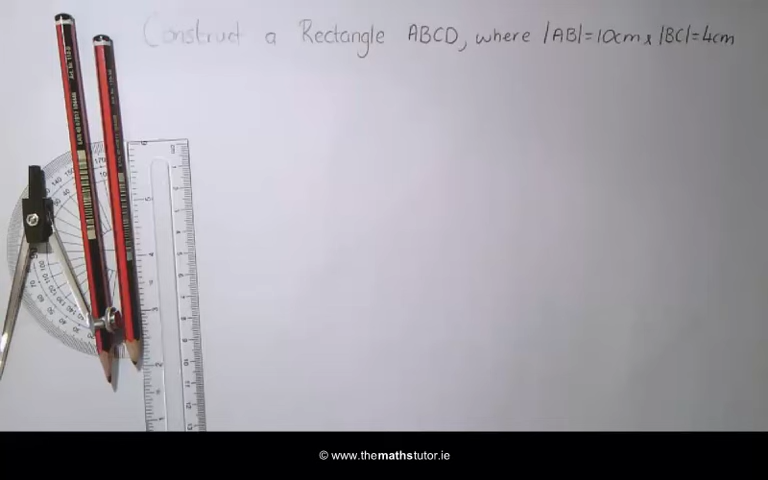 Construct a Rectangle ABCD, where |AB|=10cm & |BC|=4cm
© www.themathstutor.ie